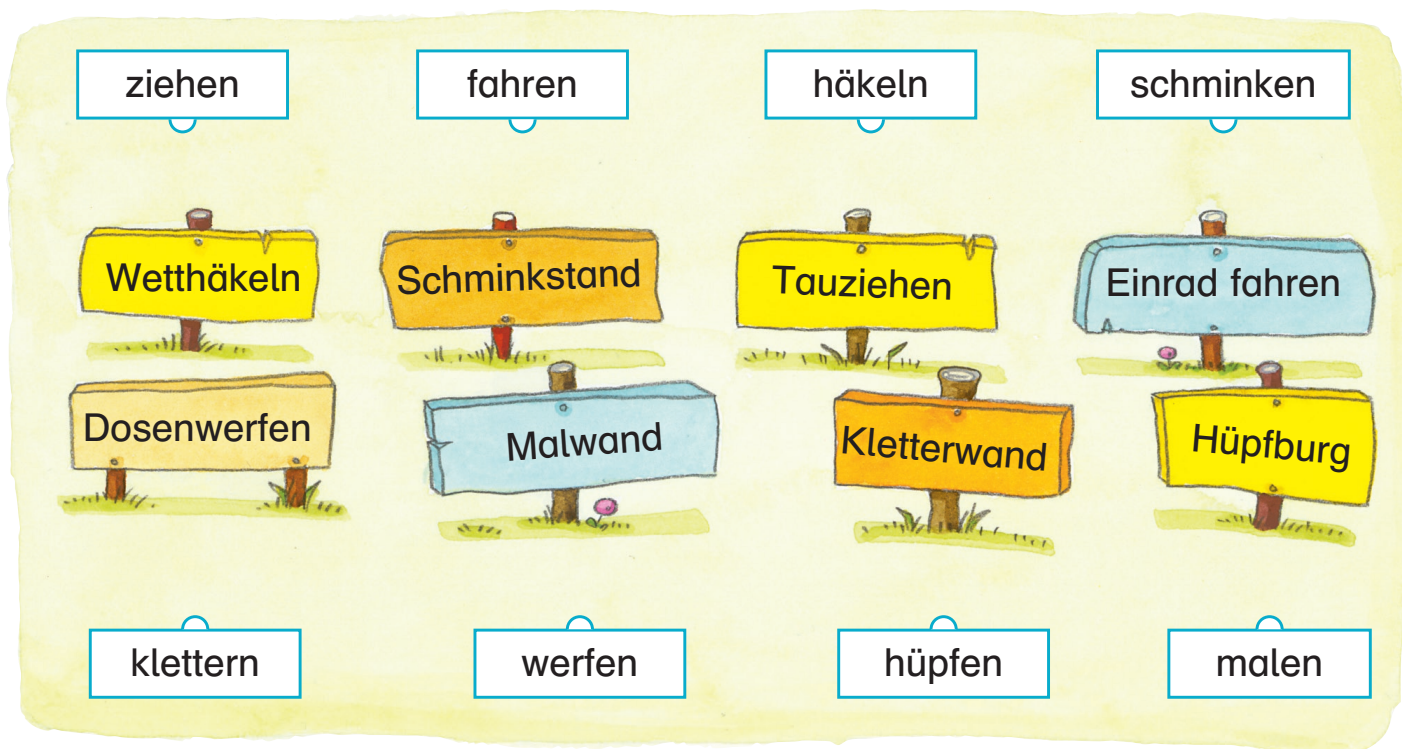 ziehen
fahren
häkeln
schminken
Wetthäkeln
Schminkstand
Tauziehen
Einrad fahren
Dosenwerfen
Malwand
Kletterwand
Hüpfburg
klettern
werfen
hüpfen
malen